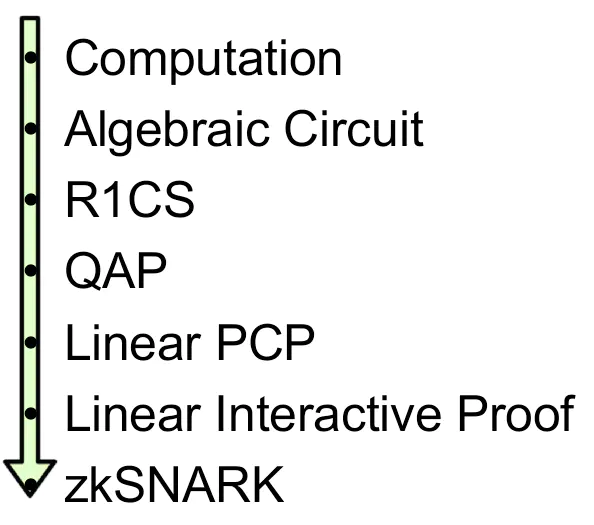 Computation
Algebraic Circuit
R1CS
QAP
Linear PCP
Linear Interactive Proof
zkSNARK